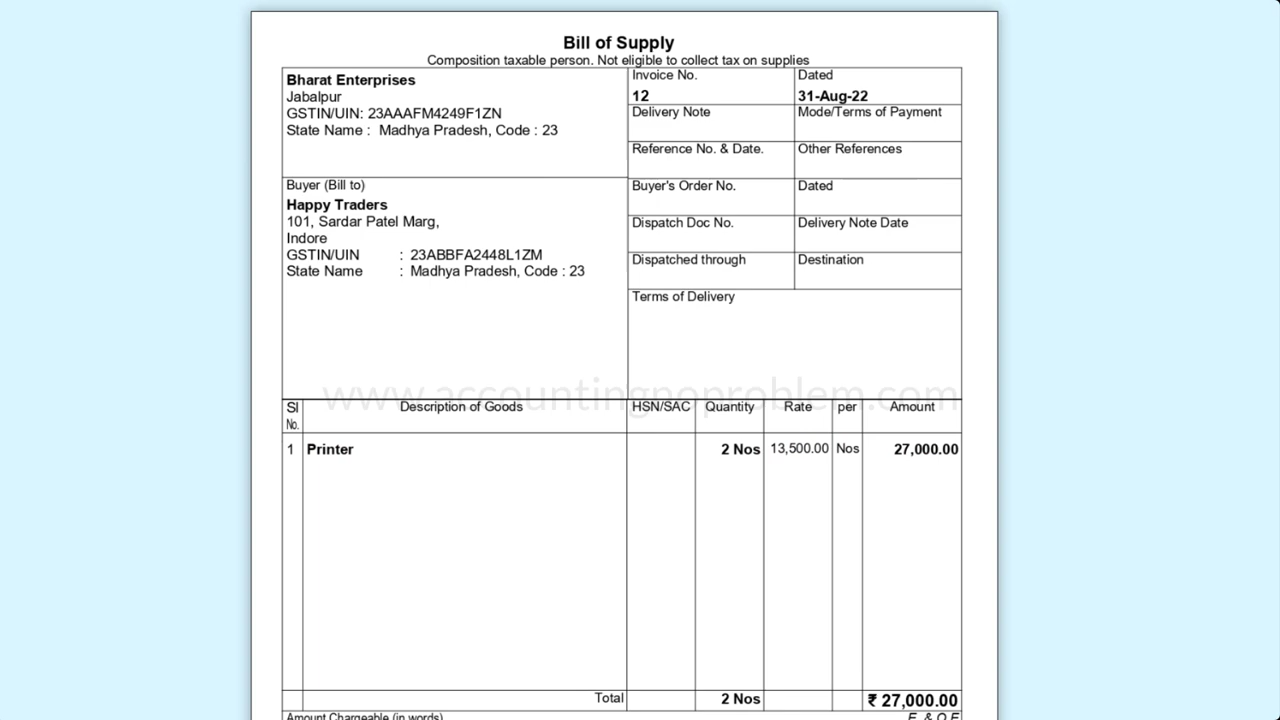 Bill of Supply
Composition taxable person. Not eligible to collect tax on supplies
Bharat Enterprises
Jabalpur
GSTIN/UIN: 23AAAFM4249F1ZN
State Name : Madhya Pradesh, Code : 23
Invoice No.
12
Dated
31-Aug-22
Delivery Note
Mode/Terms of Payment
Reference No. & Date.
Other References
Buyer (Bill to)
Happy Traders
101, Sardar Patel Marg,
Indore
GSTIN/UIN : 23ABBFA2448L1ZM
State Name : Madhya Pradesh, Code : 23
Buyer's Order No.
Dated
Dispatch Doc No.
Delivery Note Date
Dispatched through
Destination
Terms of Delivery
www.accountingnoproblem.com
Sl No. Description of Goods HSN/SAC Quantity Rate per Amount
1 Printer 2 Nos 13,500.00 Nos 27,000.00
Total 2 Nos ₹ 27,000.00
Amount Chargeable (in words) E. & O.E